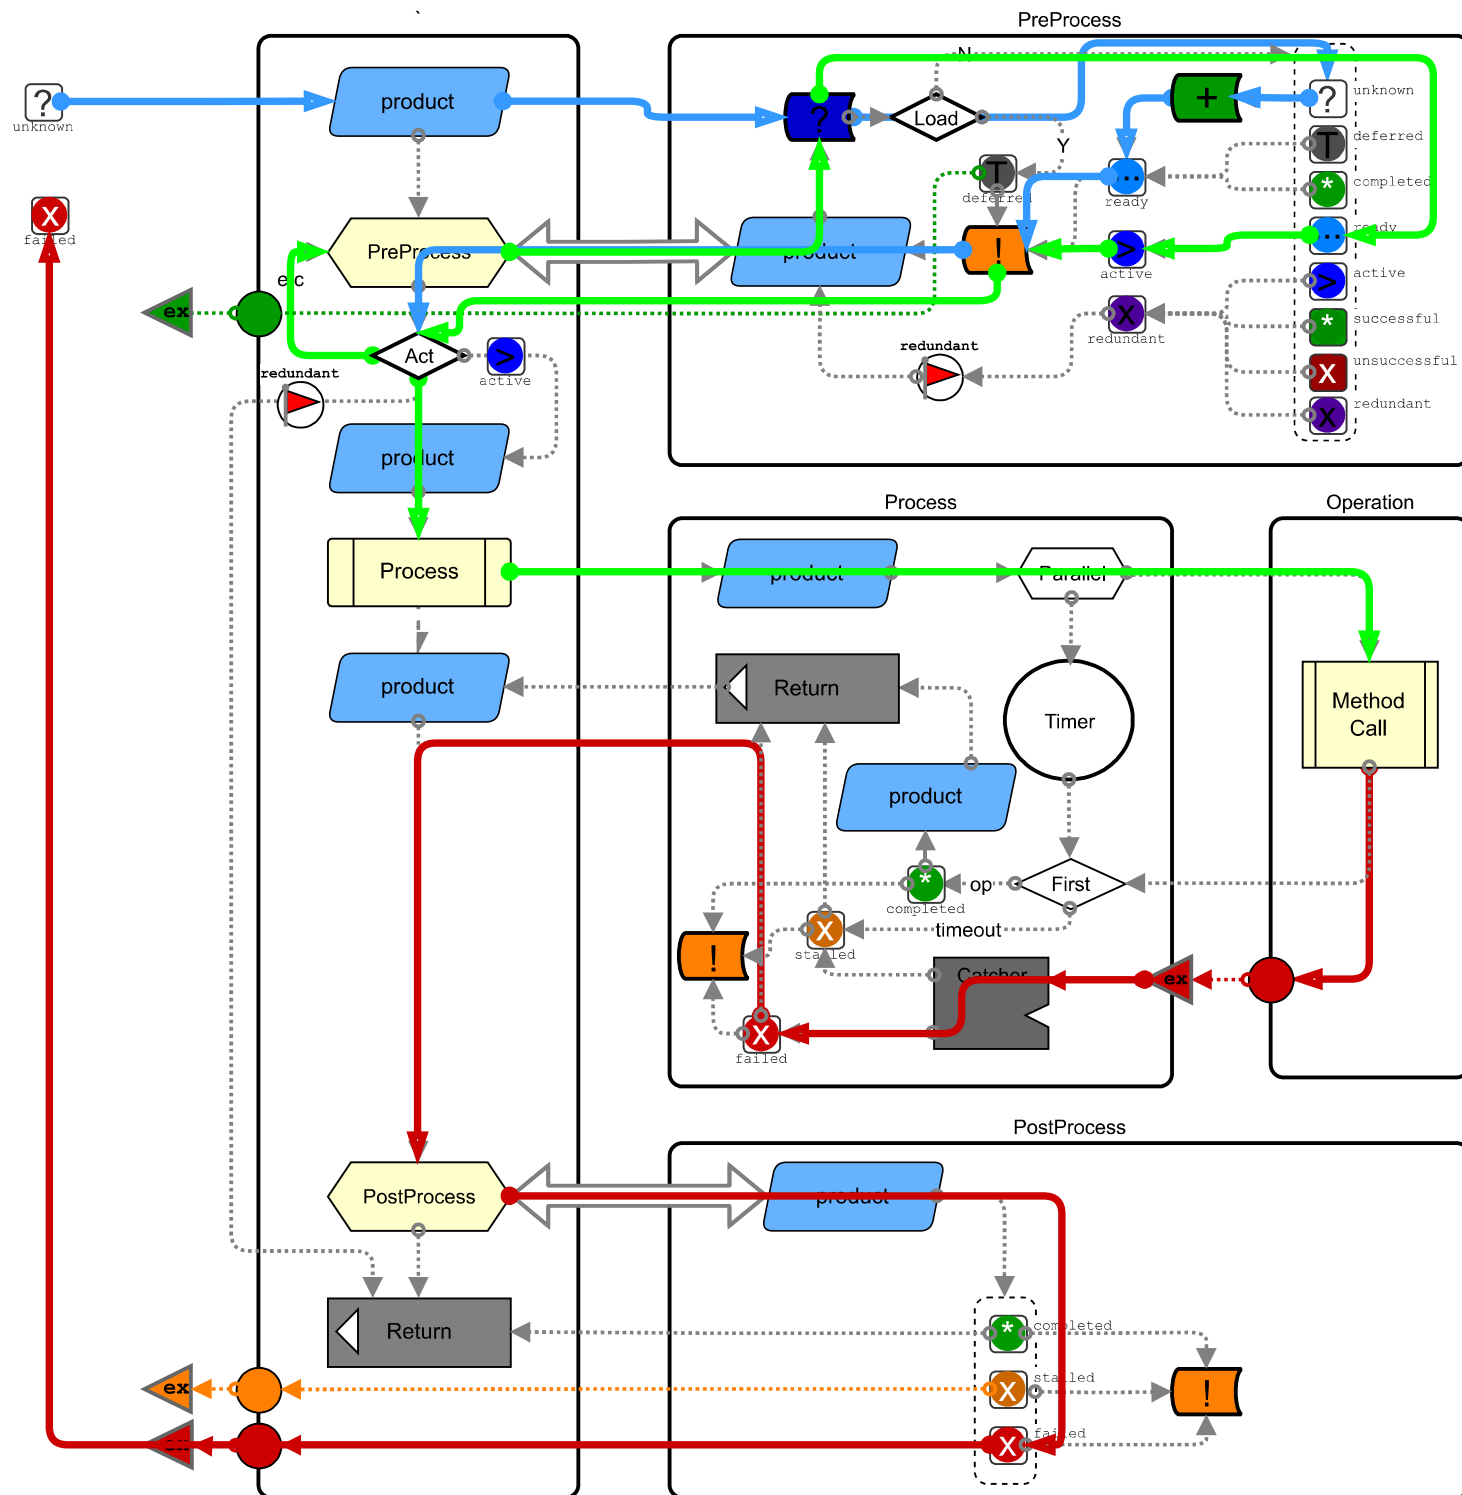 `
PreProcess
?
unknown
product
?
Load
N
Y
+
?
unknown
T
deferred
*
completed
..
ready
>
active
*
successful
x
unsuccessful
x
redundant
T
deferred
..
ready
x
failed
PreProcess
product
!
>
active
etc
ex
x
redundant
redundant
Act
>
active
redundant
product
Process
Operation
Process
product
Parallel
product
Return
Timer
Method
Call
product
First
op
*
completed
timeout
x
stalled
!
Catcher
ex
x
failed
PostProcess
PostProcess
product
Return
*
completed
x
stalled
!
ex
x
failed